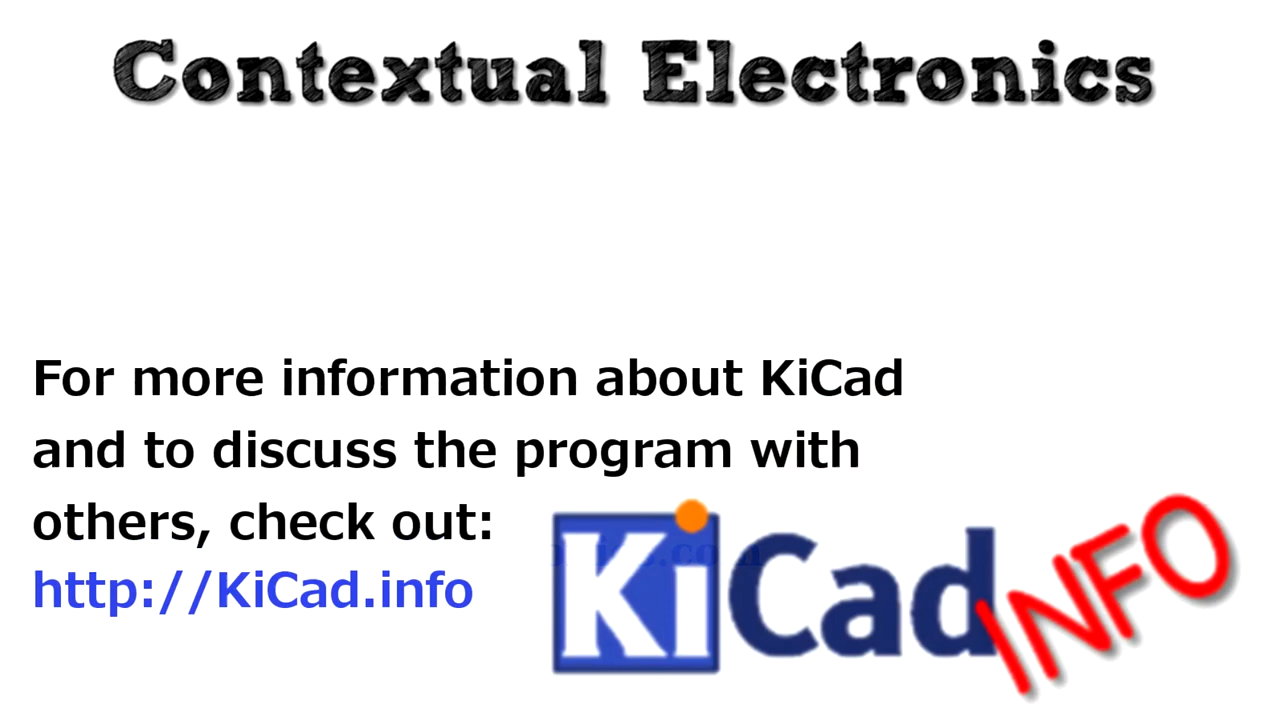 Contextual Electronics
For more information about KiCad
and to discuss the program with
others, check out:
http://KiCad.info
KiCad INFO